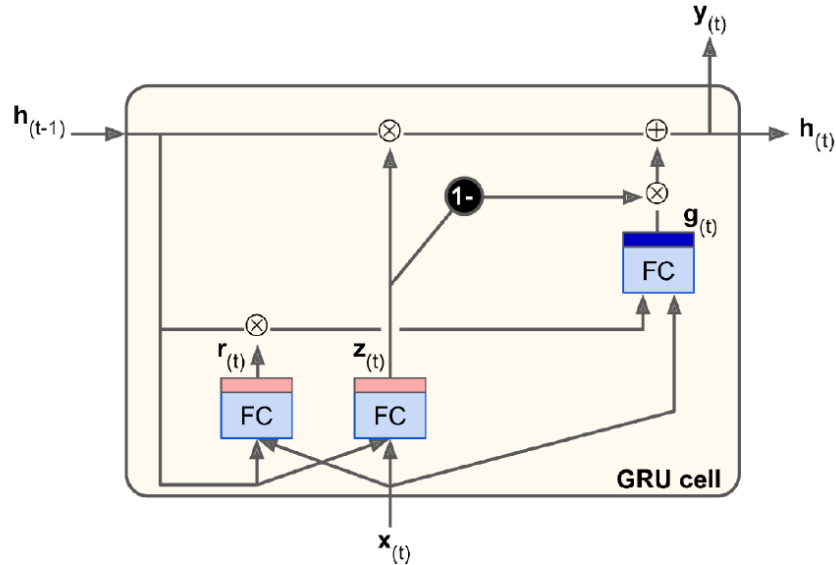 y(t)
h(t-1)
h(t)
1-
g(t)
FC
r(t)
z(t)
FC
FC
GRU cell
x(t)